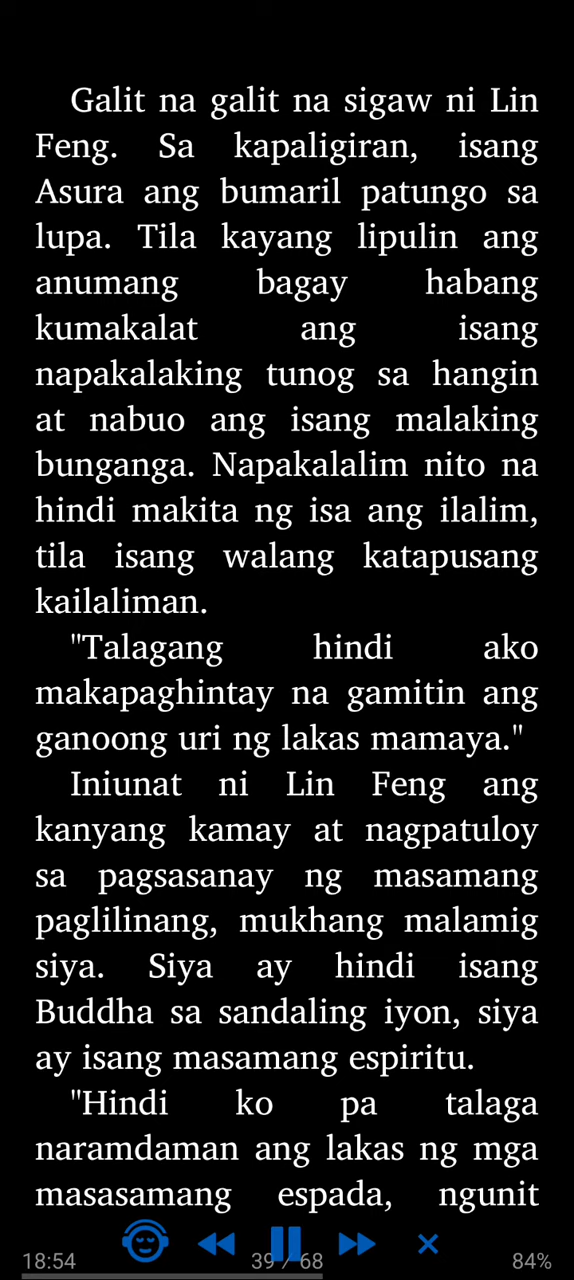 Galit na galit na sigaw ni Lin
Feng. Sa kapaligiran, isang
Asura ang bumaril patungo sa
lupa. Tila kayang lipulin ang
anumang bagay habang
kumakalat ang isang
napakalaking tunog sa hangin
at nabuo ang isang malaking
bunganga. Napakalalim nito na
hindi makita ng isa ang ilalim,
tila isang walang katapusang
kailaliman.
"Talagang hindi ako
makapaghintay na gamitin ang
ganoong uri ng lakas mamaya."
Iniunat ni Lin Feng ang
kanyang kamay at nagpatuloy
sa pagsasanay ng masamang
paglilinang, mukhang malamig
siya. Siya ay hindi isang
Buddha sa sandaling iyon, siya
ay isang masamang espiritu.
"Hindi ko pa talaga
naramdaman ang lakas ng mga
masasamang espada, ngunit
18:54 39 / 68 84%